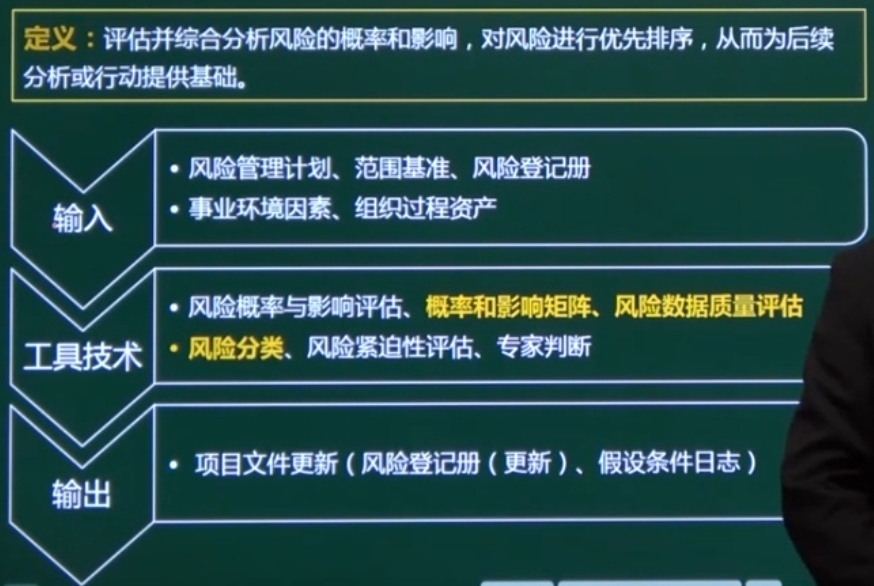 定义：评估并综合分析风险的概率和影响，对风险进行优先排序，从而为后续
分析或行动提供基础。
输入
• 风险管理计划、范围基准、风险登记册
• 事业环境因素、组织过程资产
工具技术
• 风险概率与影响评估、概率和影响矩阵、风险数据质量评估
• 风险分类、风险紧迫性评估、专家判断
输出
• 项目文件更新（风险登记册（更新）、假设条件日志）